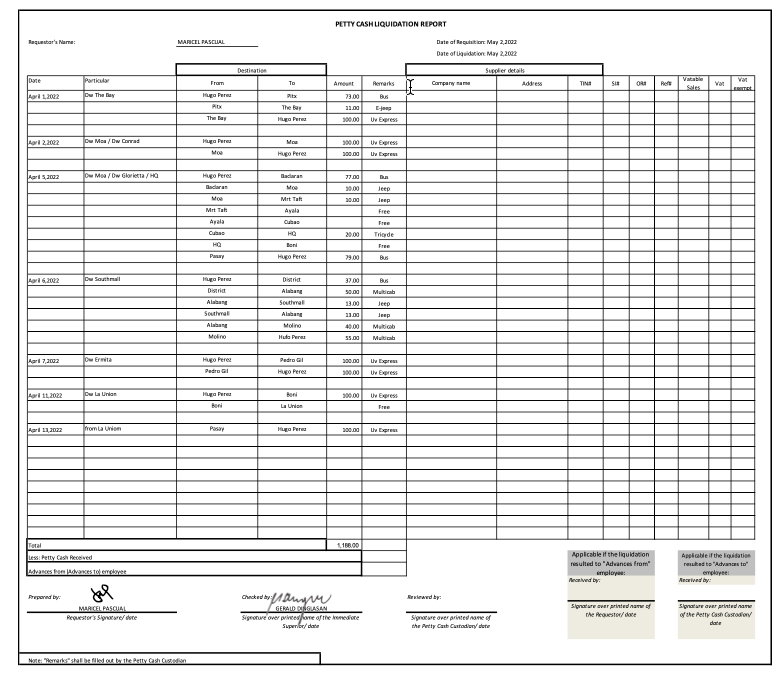 PETTY CASH LIQUIDATION REPORT
Requestor's Name: MARICEL PASCUAL Date of Requisition: May 2,2022
Date of Liquidation: May 2,2022
Destination Supplier details
Date Particular From To Amount Remarks Company name Address TIN# SI# OR# Ref# Vatable Sales Vat Vat exempt
April 1,2022 Dw The Bay Hugo Perez Pitx 73.00 Bus
Pitx The Bay 11.00 E-jeep
The Bay Hugo Perez 100.00 Uv Express
April 2,2022 Dw Moa / Dw Conrad Hugo Perez Moa 100.00 Uv Express
Moa Hugo Perez 100.00 Uv Express
April 5,2022 Dw Moa / Dw Glorietta / HQ Hugo Perez Baclaran 77.00 Bus
Baclaran Moa 10.00 Jeep
Moa Mrt Taft 10.00 Jeep
Mrt Taft Ayala Free
Ayala Cubao Free
Cubao HQ 20.00 Tricycle
HQ Boni Free
Pasay Hugo Perez 79.00 Bus
April 6,2022 Dw Southmall Hugo Perez District 37.00 Bus
District Alabang 50.00 Multicab
Alabang Southmall 13.00 Jeep
Southmall Alabang 13.00 Jeep
Alabang Molino 40.00 Multicab
Molino Hufo Perez 55.00 Multicab
April 7,2022 Dw Ermita Hugo Perez Pedro Gil 100.00 Uv Express
Pedro Gil Hugo Perez 100.00 Uv Express
April 11,2022 Dw La Union Hugo Perez Boni 100.00 Uv Express
Boni La Union Free
April 13,2022 from La Uniom Pasay Hugo Perez 100.00 Uv Express
Total 1,188.00
Less: Petty Cash Received
Advances from (Advances to) employee
Applicable if the liquidation resulted to "Advances from" employee:
Applicable if the liquidation resulted to "Advances to" employee:
Received by: Received by:
Prepared by: Checked by: Reviewed by:
MARICEL PASCUAL GERALD DINGLASAN
Requestor's Signature/ date
Signature over printed name of the Immediate Superior/ date
Signature over printed name of the Petty Cash Custodian/ date
Signature over printed name of the Requestor/ date
Signature over printed name of the Petty Cash Custodian/ date
Note: "Remarks" shall be filled out by the Petty Cash Custodian